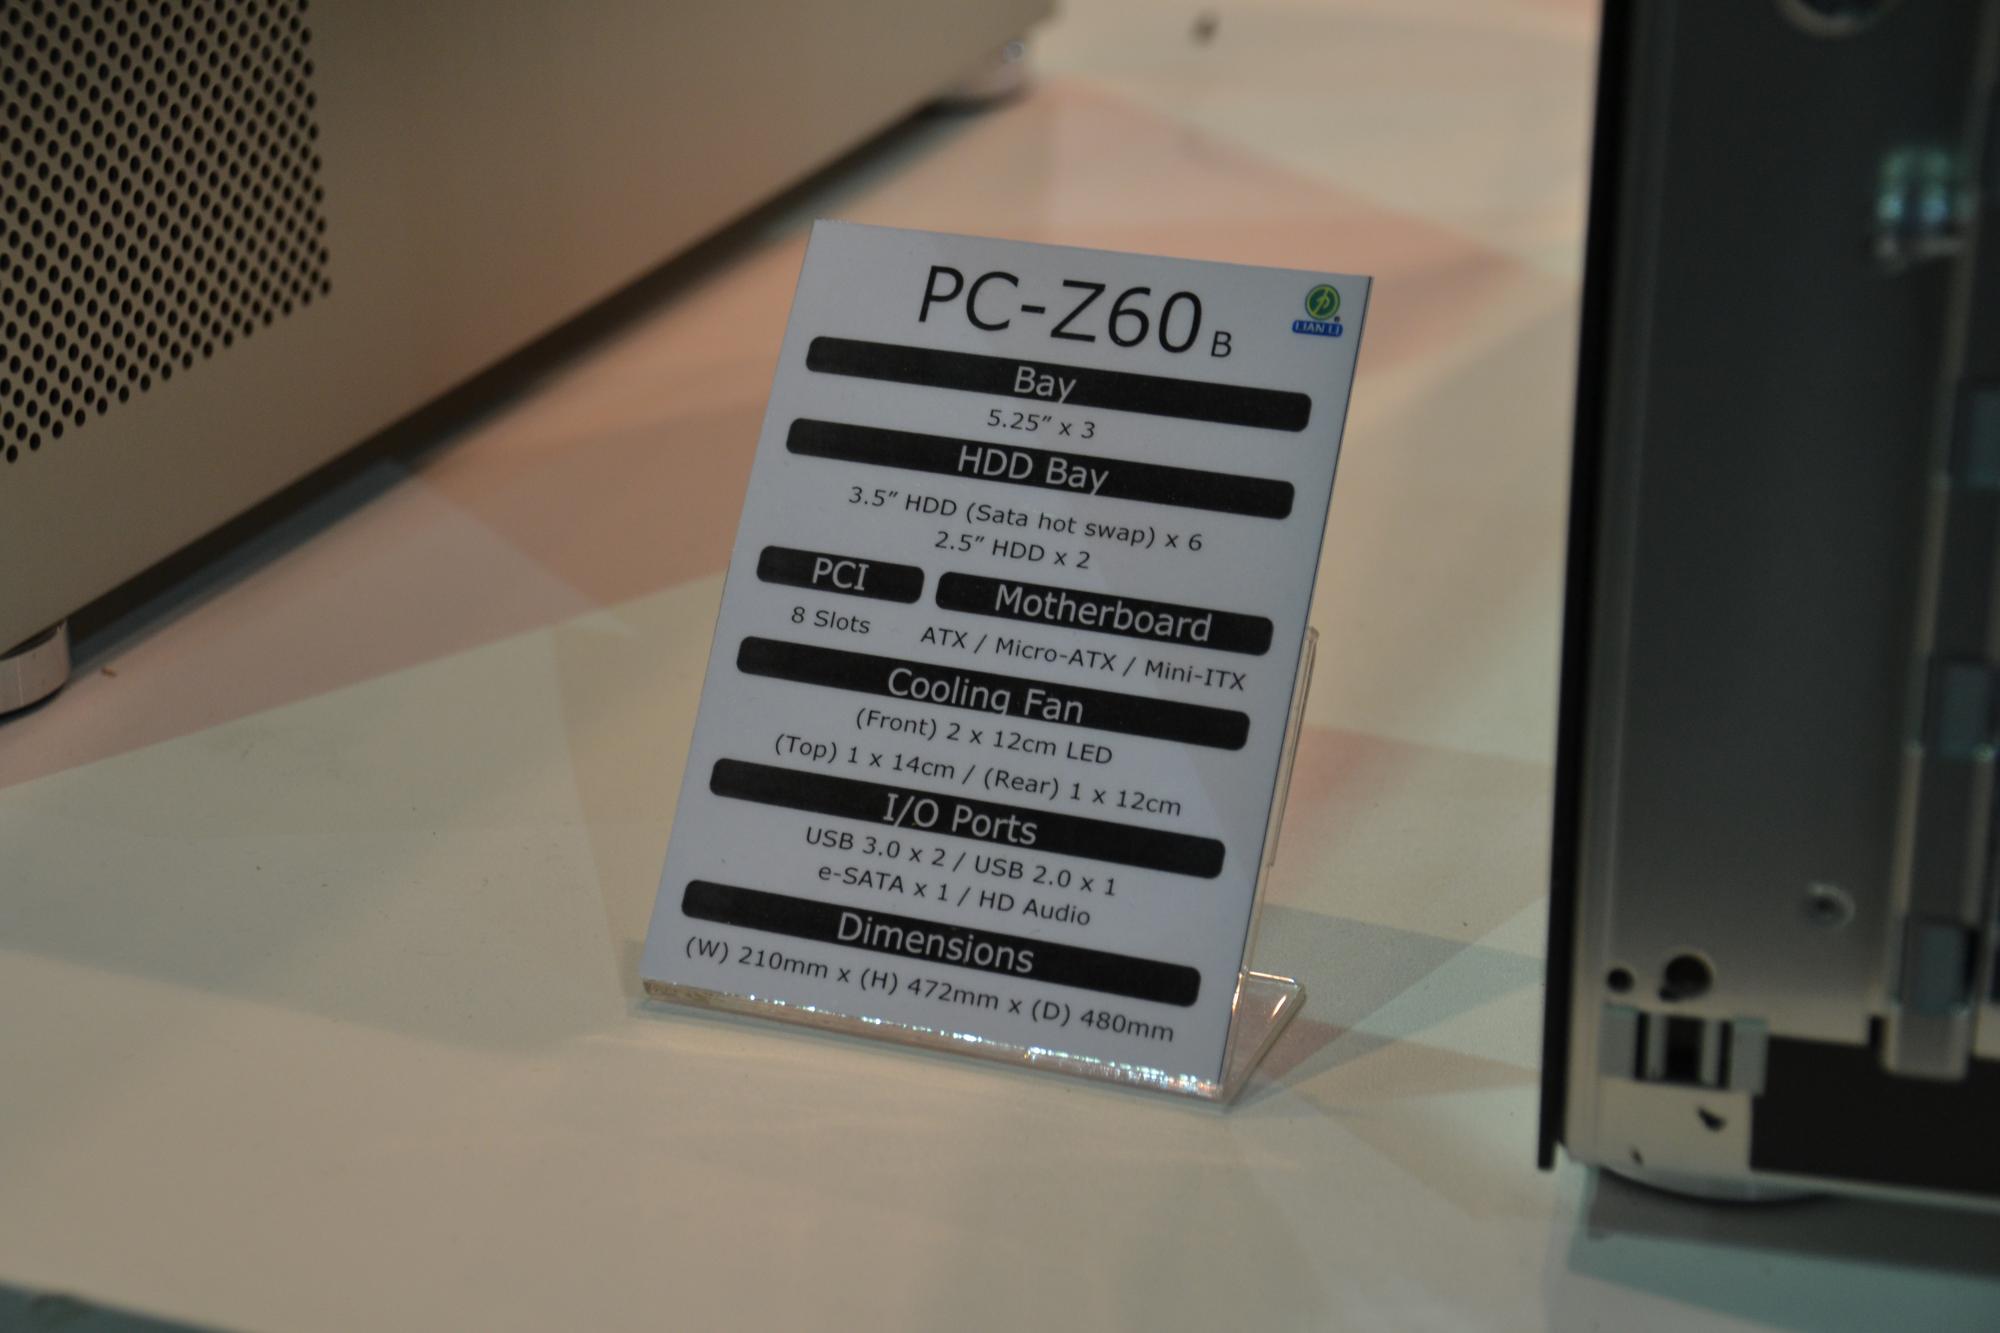 PC-Z60 B
LIAN LI
Bay
5.25" x 3
HDD Bay
3.5" HDD (Sata hot swap) x 6
2.5" HDD x 2
PCI
8 Slots
Motherboard
ATX / Micro-ATX / Mini-ITX
Cooling Fan
(Front) 2 x 12cm LED
(Top) 1 x 14cm / (Rear) 1 x 12cm
I/O Ports
USB 3.0 x 2 / USB 2.0 x 1
e-SATA x 1 / HD Audio
Dimensions
(W) 210mm x (H) 472mm x (D) 480mm